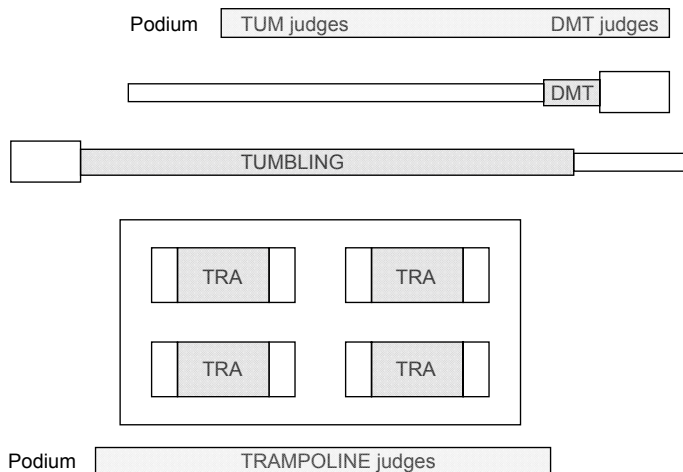 Podium TUM judges DMT judges
DMT
TUMBLING
TRA TRA
TRA TRA
Podium TRAMPOLINE judges